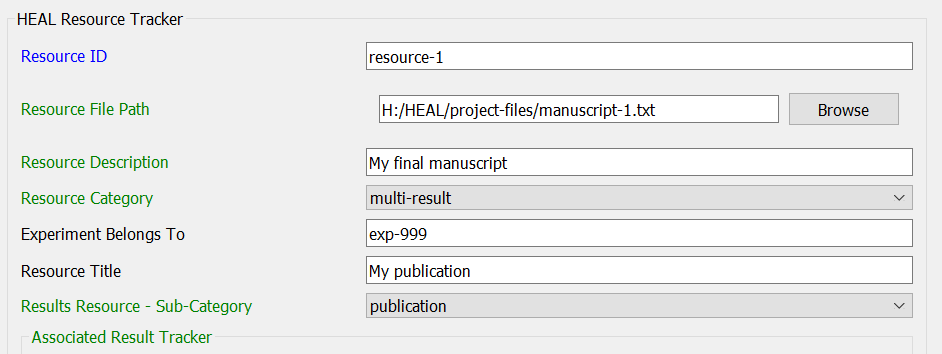 HEAL Resource Tracker
Resource ID resource-1
Resource File Path H:/HEAL/project-files/manuscript-1.txt Browse
Resource Description My final manuscript
Resource Category multi-result
Experiment Belongs To exp-999
Resource Title My publication
Results Resource - Sub-Category publication
Associated Result Tracker